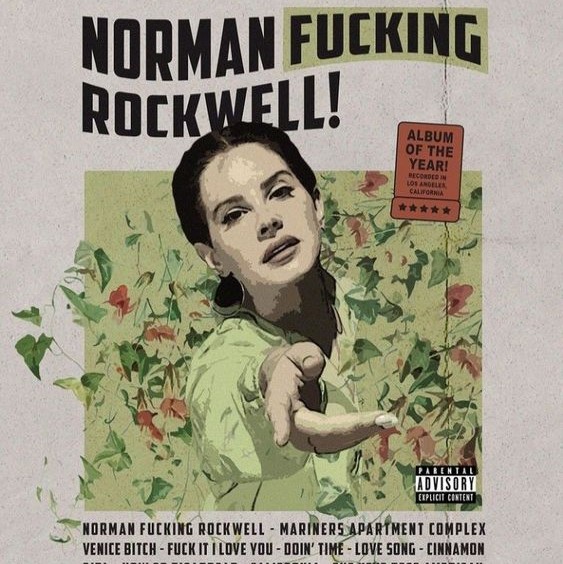 NORMAN FUCKING
ROCKWELL!
ALBUM
OF THE
YEAR!
RECORDED IN
LOS ANGELES,
CALIFORNIA
PARENTAL
ADVISORY
EXPLICIT CONTENT
NORMAN FUCKING ROCKWELL - MARINERS APARTMENT COMPLEX
VENICE BITCH - FUCK IT I LOVE YOU - DOIN' TIME - LOVE SONG - CINNAMON